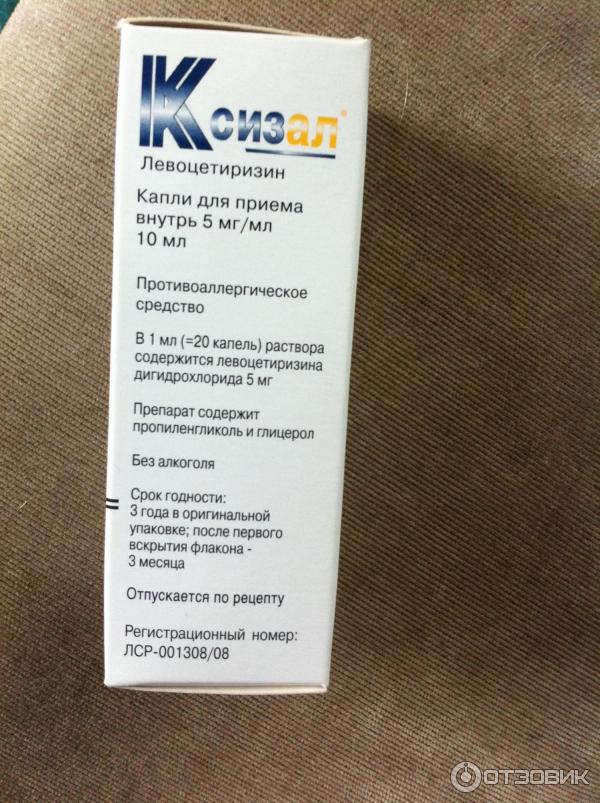 Ксизал®
Левоцетиризин
Капли для приема
внутрь 5 мг/мл
10 мл
Противоаллергическое
средство
В 1 мл (=20 капель) раствора
содержится левоцетиризина
дигидрохлорида 5 мг
Препарат содержит
пропиленгликоль и глицерол
Без алкоголя
Срок годности:
3 года в оригинальной
упаковке; после первого
вскрытия флакона -
3 месяца
Отпускается по рецепту
Регистрационный номер:
ЛСР-001308/08
ОТЗОВИК